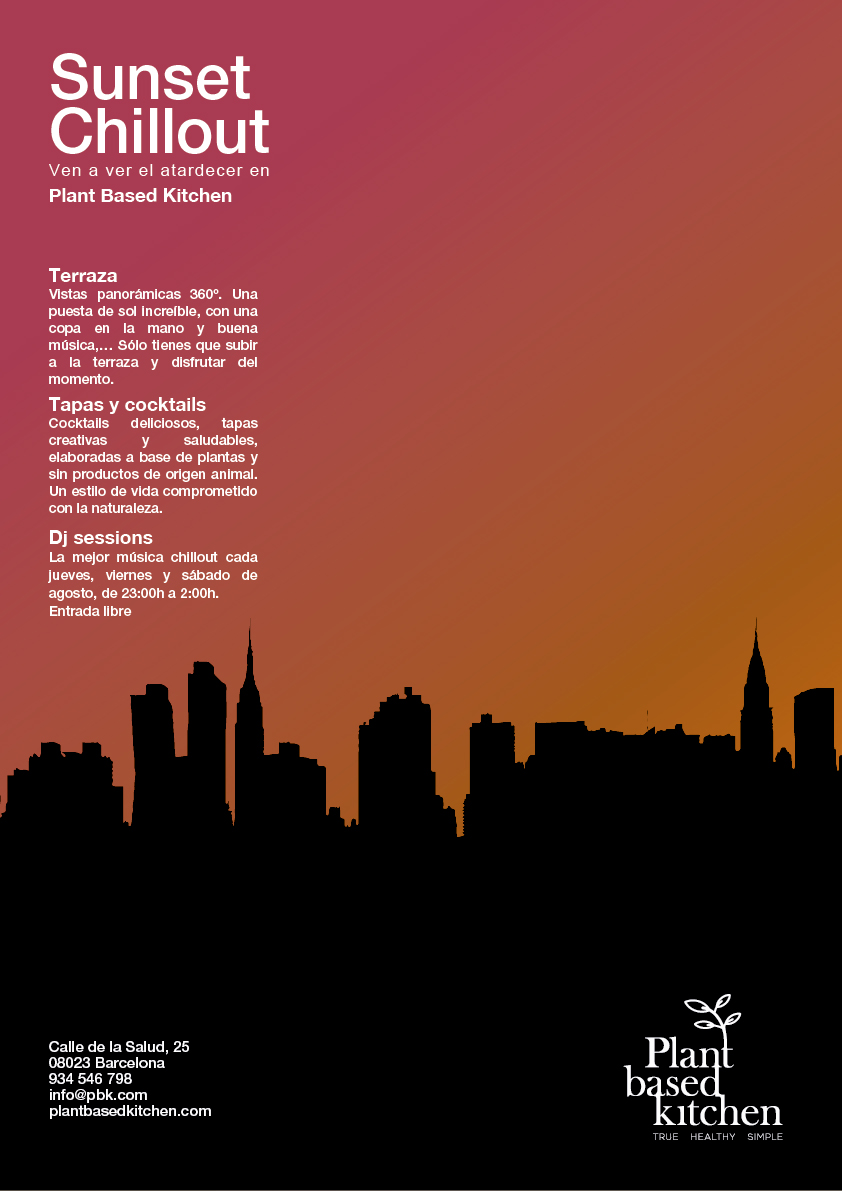 Sunset
Chillout
Ven a ver el atardecer en
Plant Based Kitchen
Terraza
Vistas panorámicas 360º. Una
puesta de sol increíble, con una
copa en la mano y buena
música,... Sólo tienes que subir
a la terraza y disfrutar del
momento.
Tapas y cocktails
Cocktails deliciosos, tapas
creativas y saludables,
elaboradas a base de plantas y
sin productos de origen animal.
Un estilo de vida comprometido
con la naturaleza.
Dj sessions
La mejor música chillout cada
jueves, viernes y sábado de
agosto, de 23:00h a 2:00h.
Entrada libre
Calle de la Salud, 25
08023 Barcelona
934 546 798
info@pbk.com
plantbasedkitchen.com
Plant
based
kitchen
TRUE HEALTHY SIMPLE